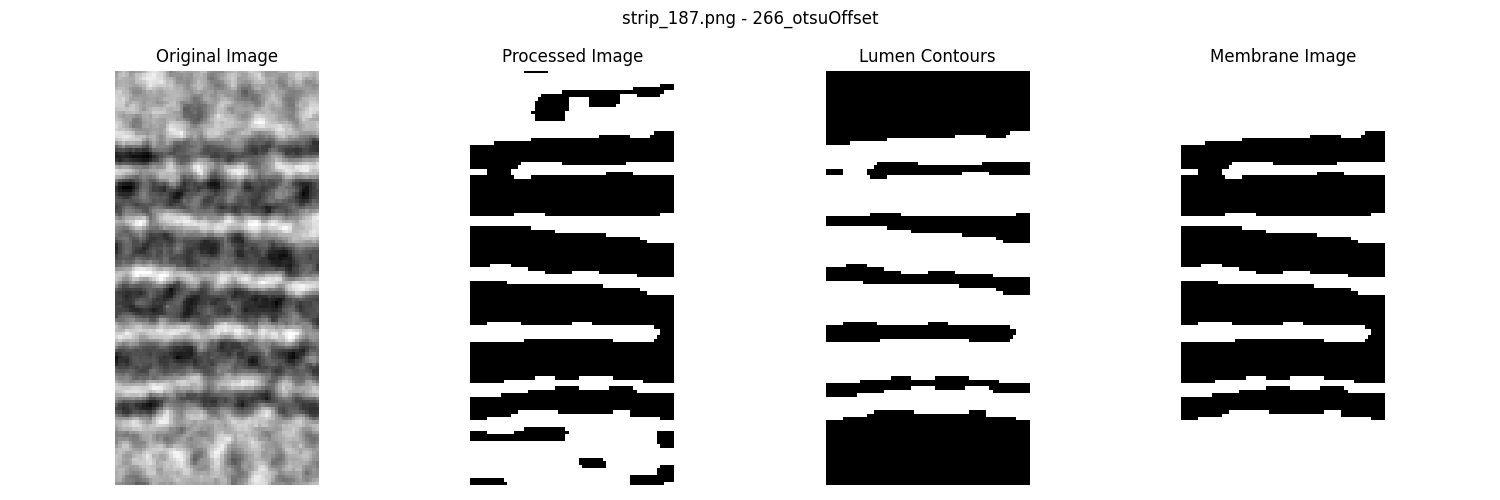 strip_187.png - 266_otsuOffset
Original Image
Processed Image
Lumen Contours
Membrane Image